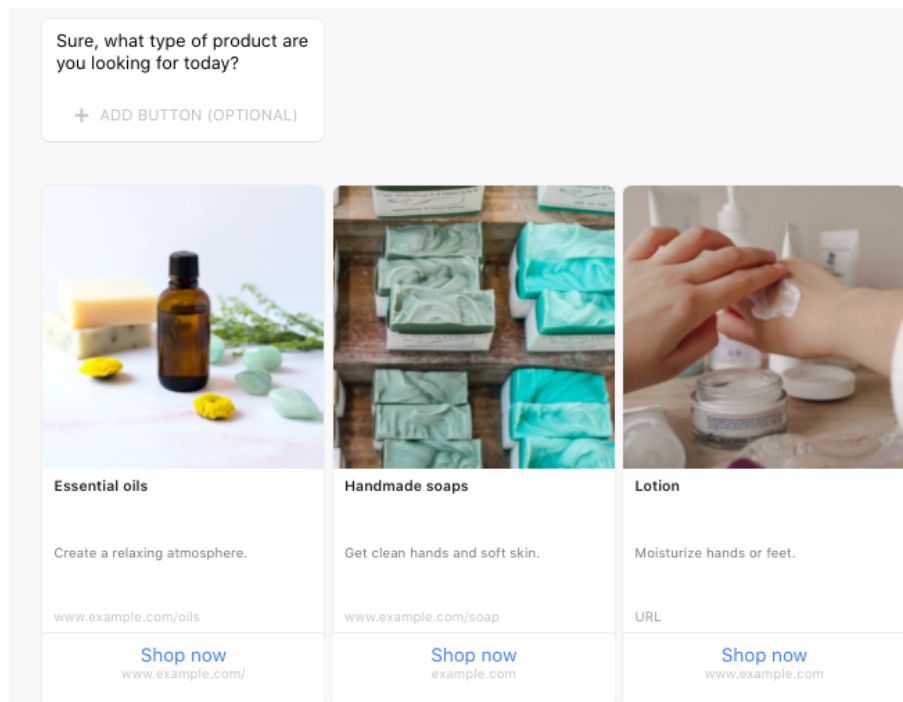 Sure, what type of product are
you looking for today?
+ ADD BUTTON (OPTIONAL)
COMPANY
Essential oils
Handmade soaps
Lotion
Create a relaxing atmosphere.
Get clean hands and soft skin.
Moisturize hands or feet.
www.example.com/oils
www.example.com/soap
URL
Shop now
Shop now
Shop now
www.example.com/
example.com
www.example.com